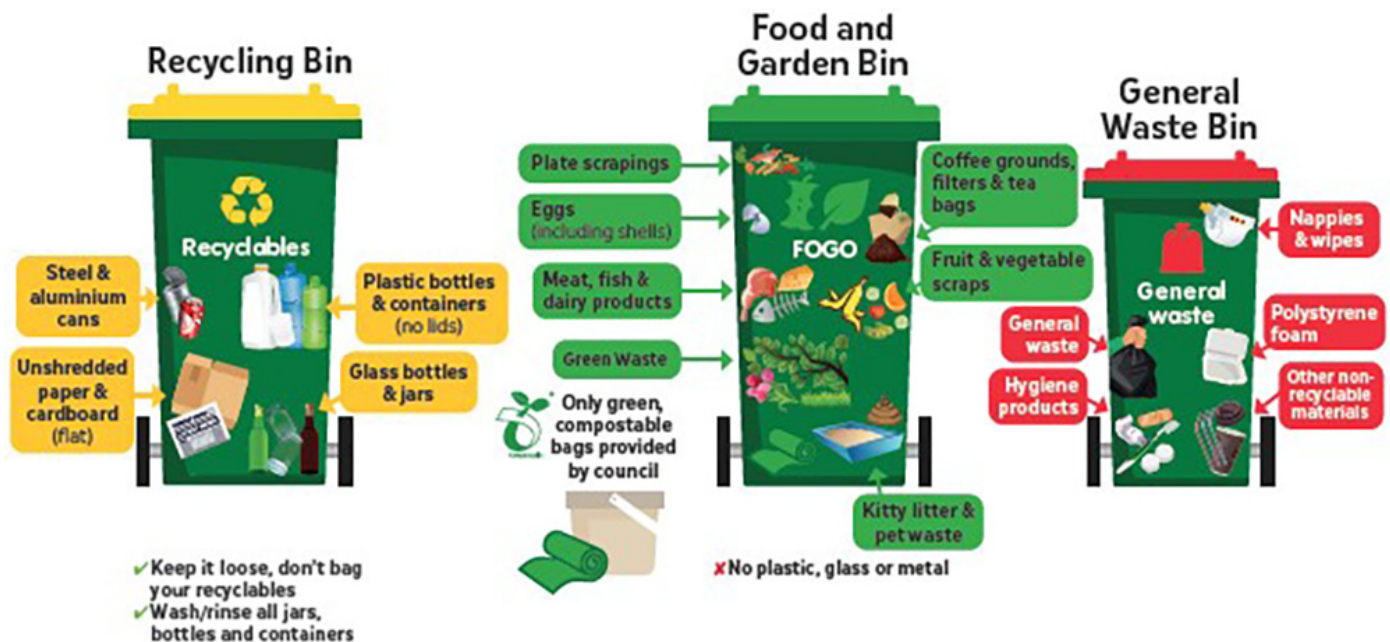 Recycling Bin
Recyclables
Steel &
aluminium
cans
Plastic bottles
& containers
(no lids)
Unshredded
paper &
cardboard
(flat)
Glass bottles
& jars
✓Keep it loose, don't bag
your recyclables
✓Wash/rinse all jars,
bottles and containers
Food and
Garden Bin
FOGO
Plate scrapings
Eggs
(including shells)
Meat, fish &
dairy products
Green Waste
Coffee grounds,
filters & tea
bags
Fruit & vegetable
scraps
Only green,
compostable
bags provided
by council
Kitty litter &
pet waste
✘No plastic, glass or metal
General
Waste Bin
General
waste
Nappies
& wipes
General
waste
Polystyrene
foam
Hygiene
products
Other non-
recyclable
materials